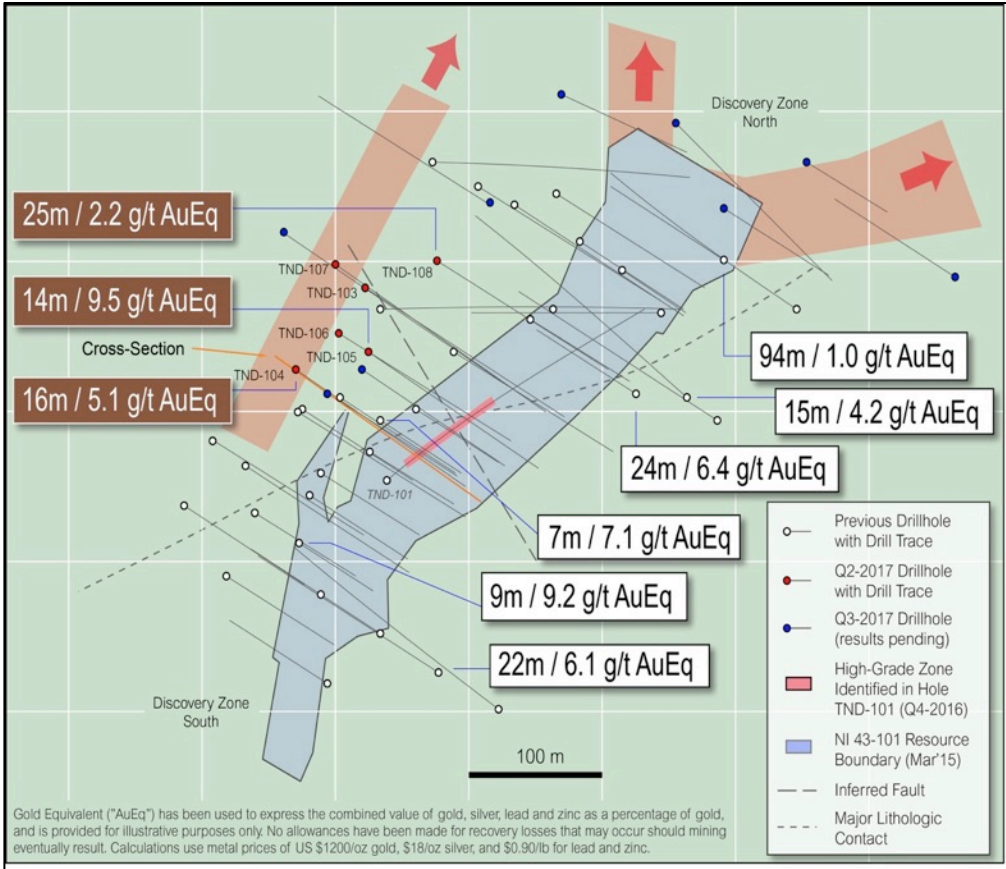 Discovery Zone
North
25m / 2.2 g/t AuEq
TND-107
TND-108
TND-103
14m / 9.5 g/t AuEq
TND-106
TND-105
Cross-Section
TND-104
16m / 5.1 g/t AuEq
94m / 1.0 g/t AuEq
15m / 4.2 g/t AuEq
24m / 6.4 g/t AuEq
TND-101
7m / 7.1 g/t AuEq
9m / 9.2 g/t AuEq
22m / 6.1 g/t AuEq
Discovery Zone
South
100 m
Previous Drillhole
with Drill Trace
Q2-2017 Drillhole
with Drill Trace
Q3-2017 Drillhole
(results pending)
High-Grade Zone
Identified in Hole
TND-101 (Q4-2016)
NI 43-101 Resource
Boundary (Mar'15)
Inferred Fault
Major Lithologic
Contact
Gold Equivalent ("AuEq") has been used to express the combined value of gold, silver, lead and zinc as a percentage of gold,
and is provided for illustrative purposes only. No allowances have been made for recovery losses that may occur should mining
eventually result. Calculations use metal prices of US $1200/oz gold, $18/oz silver, and $0.90/lb for lead and zinc.